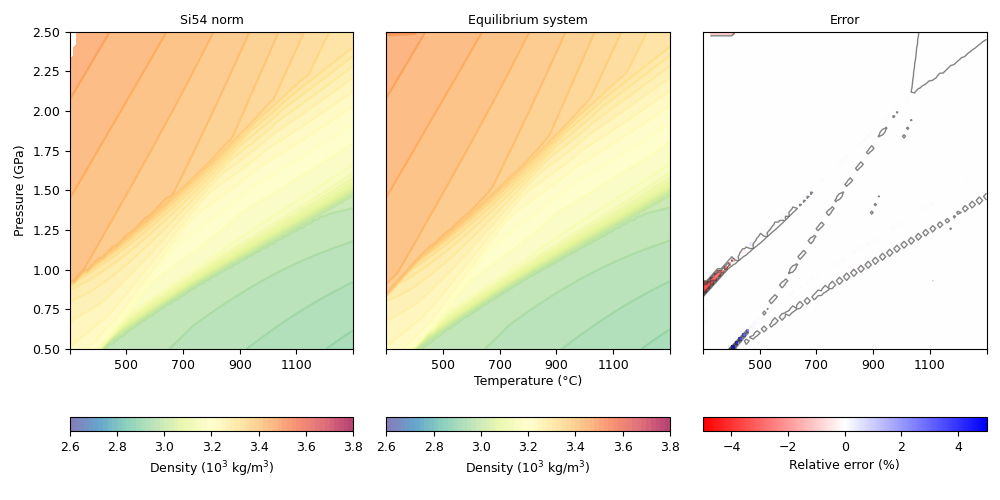 Si54 norm
Equilibrium system
Error
Pressure (GPa)
2.50
2.25
2.00
1.75
1.50
1.25
1.00
0.75
0.50
500 700 900 1100
500 700 900 1100
500 700 900 1100
Temperature (°C)
2.6 2.8 3.0 3.2 3.4 3.6 3.8
Density (10³ kg/m³)
2.6 2.8 3.0 3.2 3.4 3.6 3.8
Density (10³ kg/m³)
−4 −2 0 2 4
Relative error (%)